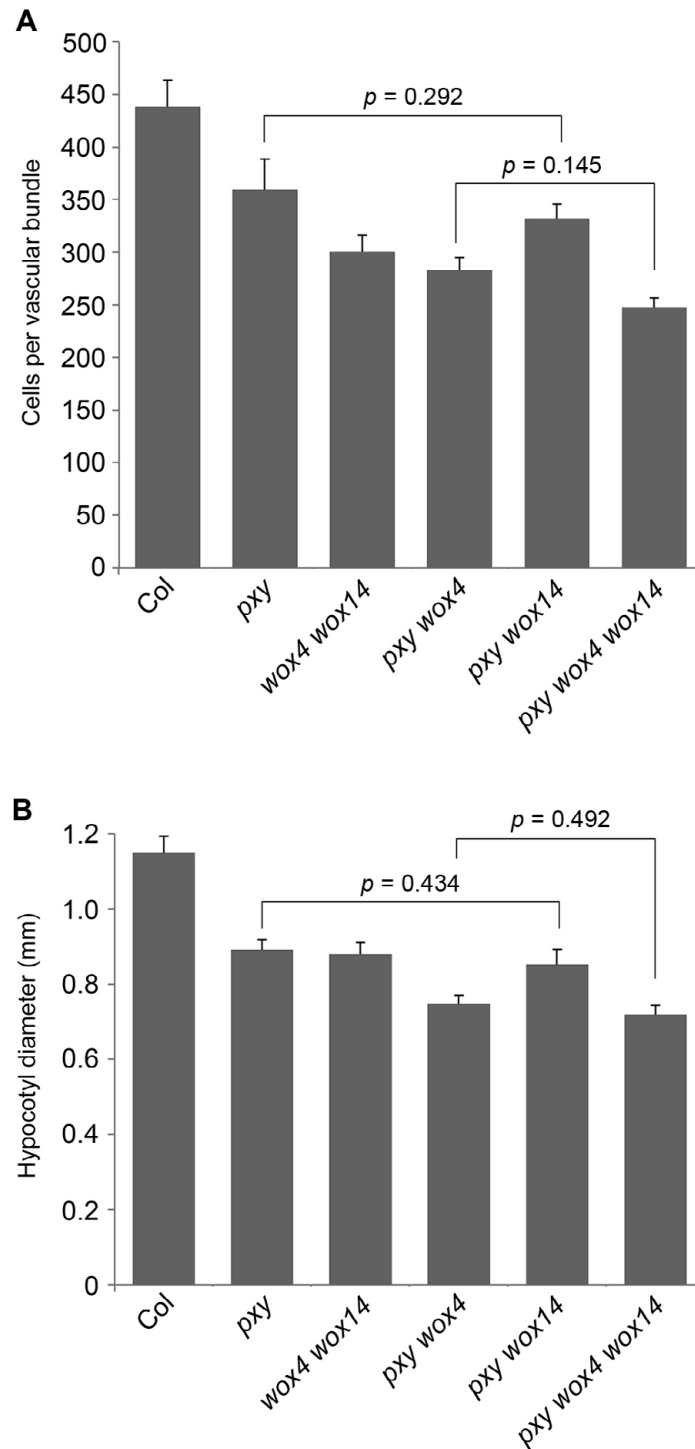 A
Cells per vascular bundle
500
450
400
350
300
250
200
150
100
50
0
p = 0.292
p = 0.145
Col
pxy
wox4 wox14
pxy wox4
pxy wox14
pxy wox4 wox14
B
Hypocotyl diameter (mm)
1.2
1.0
0.8
0.6
0.4
0.2
0
p = 0.492
p = 0.434
Col
pxy
wox4 wox14
pxy wox4
pxy wox14
pxy wox4 wox14